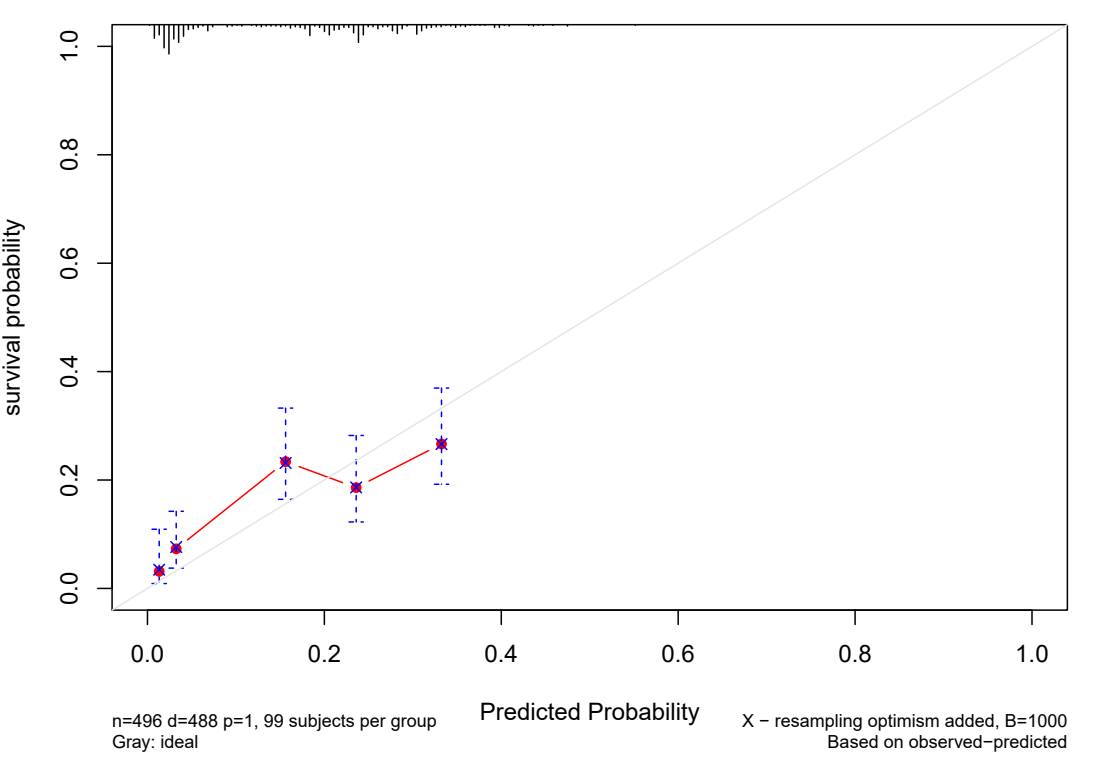 survival probability
1.0
0.8
0.6
0.4
0.2
0.0
0.0 0.2 0.4 0.6 0.8 1.0
Predicted Probability
n=496 d=488 p=1, 99 subjects per group
Gray: ideal
X − resampling optimism added, B=1000
Based on observed−predicted